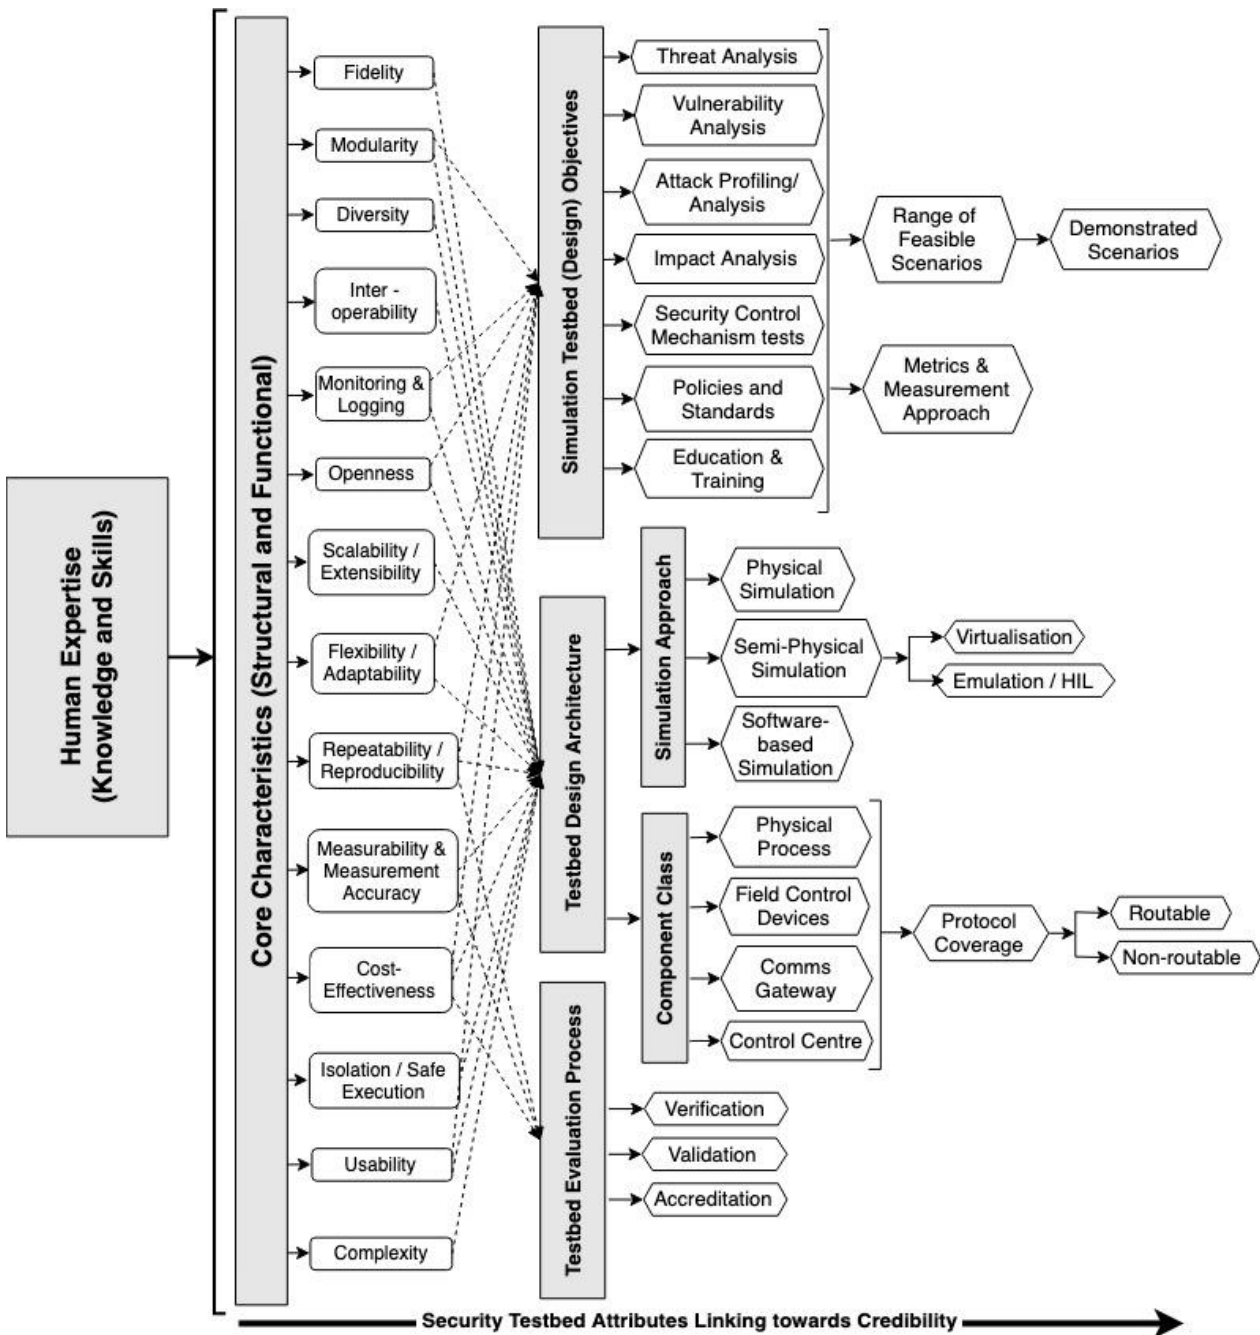 Human Expertise
(Knowledge and Skills)
Core Characteristics (Structural and Functional)
Fidelity
Modularity
Diversity
Inter -
operability
Monitoring &
Logging
Openness
Scalability /
Extensibility
Flexibility /
Adaptability
Repeatability /
Reproducibility
Measurability &
Measurement
Accuracy
Cost-
Effectiveness
Isolation / Safe
Execution
Usability
Complexity
Simulation Testbed (Design) Objectives
Threat Analysis
Vulnerability
Analysis
Attack Profiling/
Analysis
Impact Analysis
Security Control
Mechanism tests
Policies and
Standards
Education &
Training
Range of
Feasible
Scenarios
Demonstrated
Scenarios
Metrics &
Measurement
Approach
Testbed Design Architecture
Simulation Approach
Physical
Simulation
Semi-Physical
Simulation
Virtualisation
Emulation / HIL
Software-
based
Simulation
Component Class
Physical
Process
Field Control
Devices
Comms
Gateway
Control Centre
Protocol
Coverage
Routable
Non-routable
Testbed Evaluation Process
Verification
Validation
Accreditation
Security Testbed Attributes Linking towards Credibility